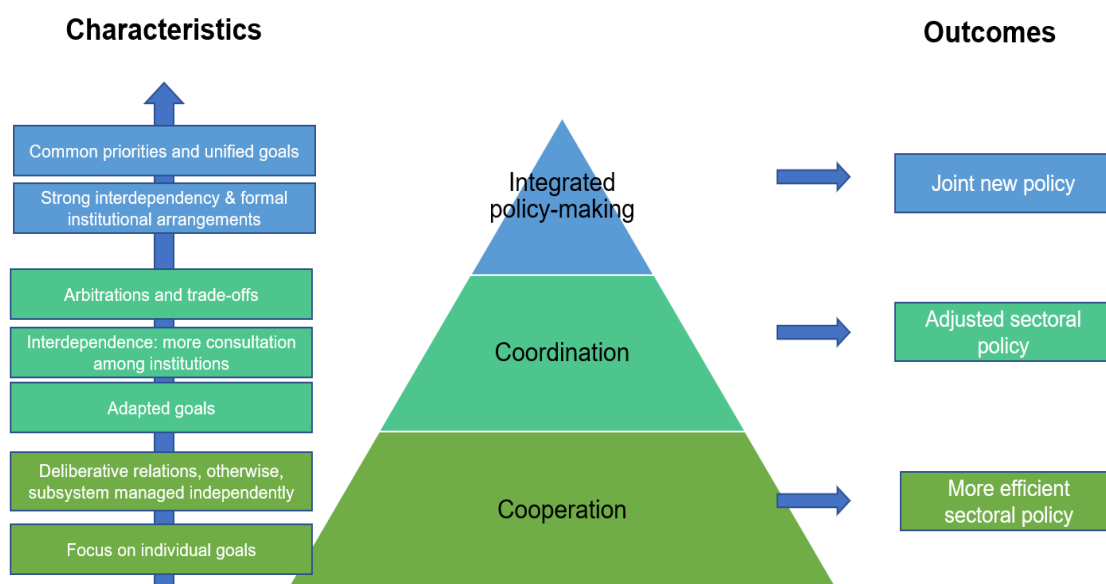 Characteristics
Outcomes
Common priorities and unified goals
Strong interdependency & formal
institutional arrangements
Integrated
policy-making
Joint new policy
Arbitrations and trade-offs
Interdependence: more consultation
among institutions
Adapted goals
Coordination
Adjusted sectoral
policy
Deliberative relations, otherwise,
subsystem managed independently
Focus on individual goals
Cooperation
More efficient
sectoral policy